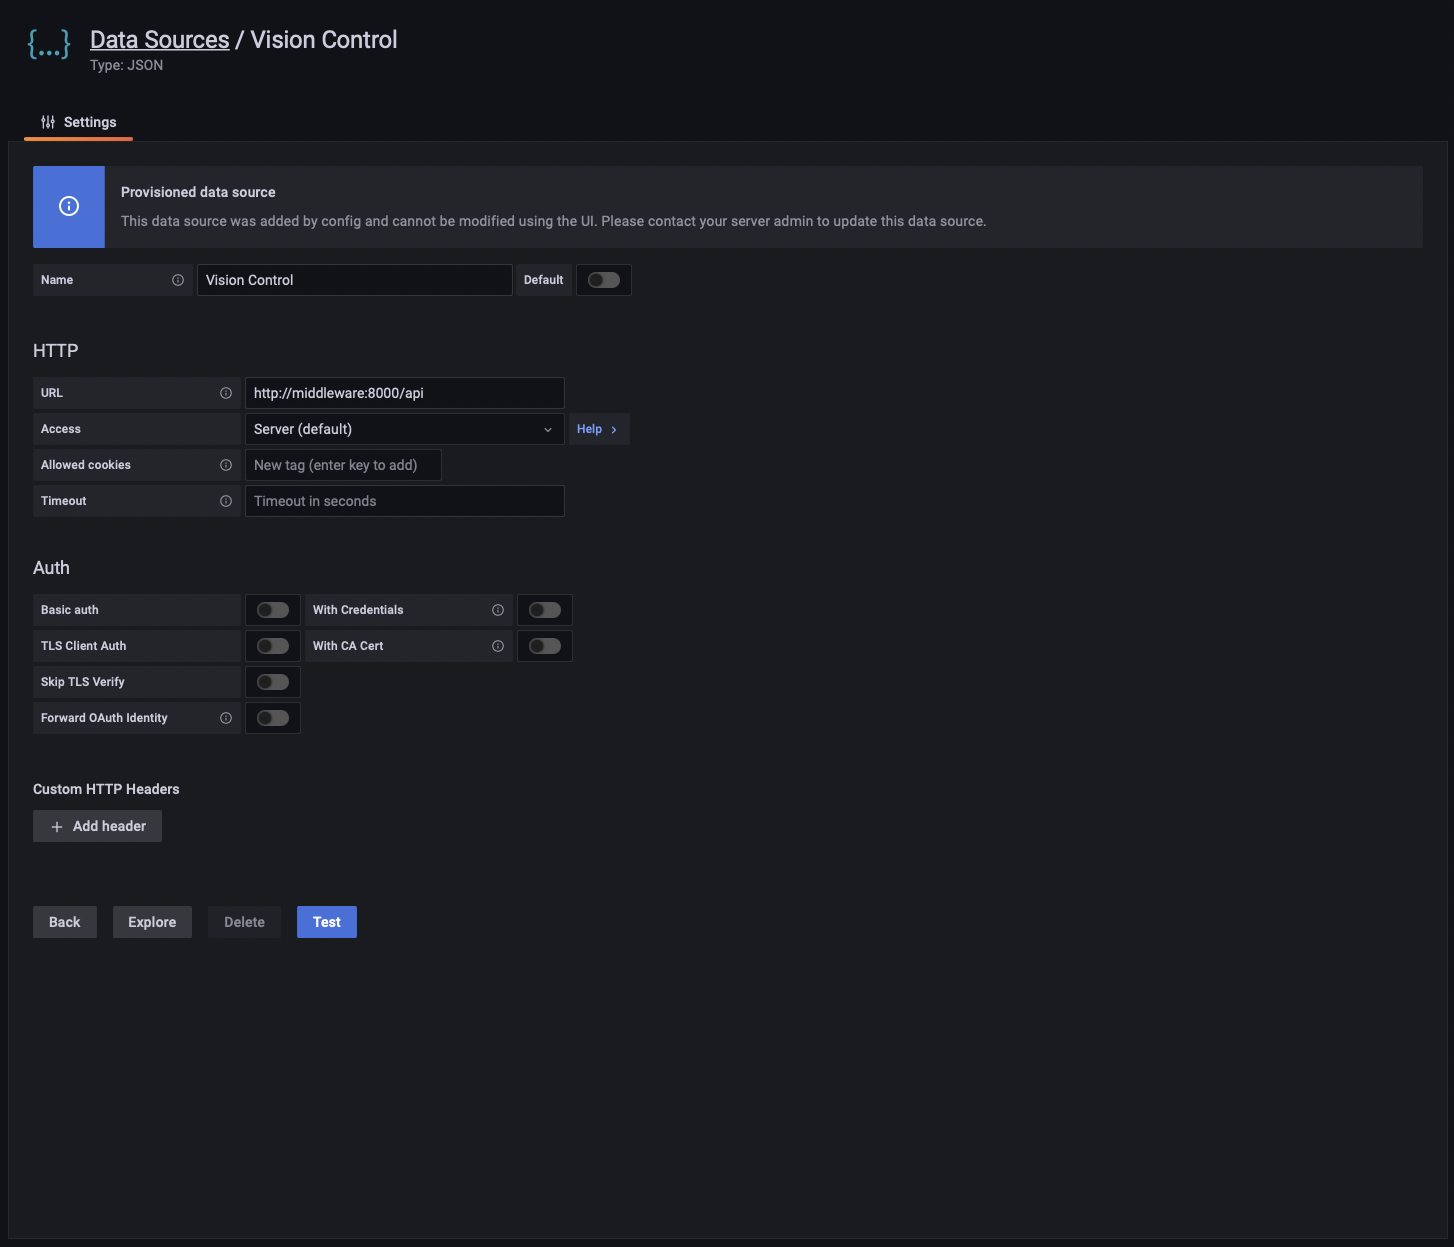 {...}
Data Sources / Vision Control
Type: JSON
Settings
Provisioned data source
This data source was added by config and cannot be modified using the UI. Please contact your server admin to update this data source.
Name Vision Control Default
HTTP
URL http://middleware:8000/api
Access Server (default) Help
Allowed cookies New tag (enter key to add)
Timeout Timeout in seconds
Auth
Basic auth With Credentials
TLS Client Auth With CA Cert
Skip TLS Verify
Forward OAuth Identity
Custom HTTP Headers
Add header
Back Explore Delete Test